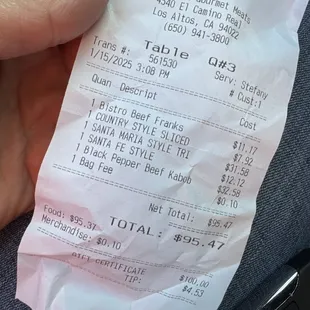 ourmet Meats
4340 El Camino Real
Los Altos, CA 94022
(650) 941-3800
Table Q#3
Trans #: 561530 Serv: Stefany
1/15/2025 3:08 PM # Cust:1
Quan Descript Cost
1 Bistro Beef Franks $11.17
1 COUNTRY STYLE SLICED $7.92
1 SANTA MARIA STYLE TRI $31.58
1 SANTA FE STYLE $12.12
1 Black Pepper Beef Kabob $32.58
1 Bag Fee $0.10
Net Total: $95.47
Food: $95.37
TOTAL: $95.47
Merchandise: $0.10
GIFT CERTIFICATE $100.00
TIP: $4.53